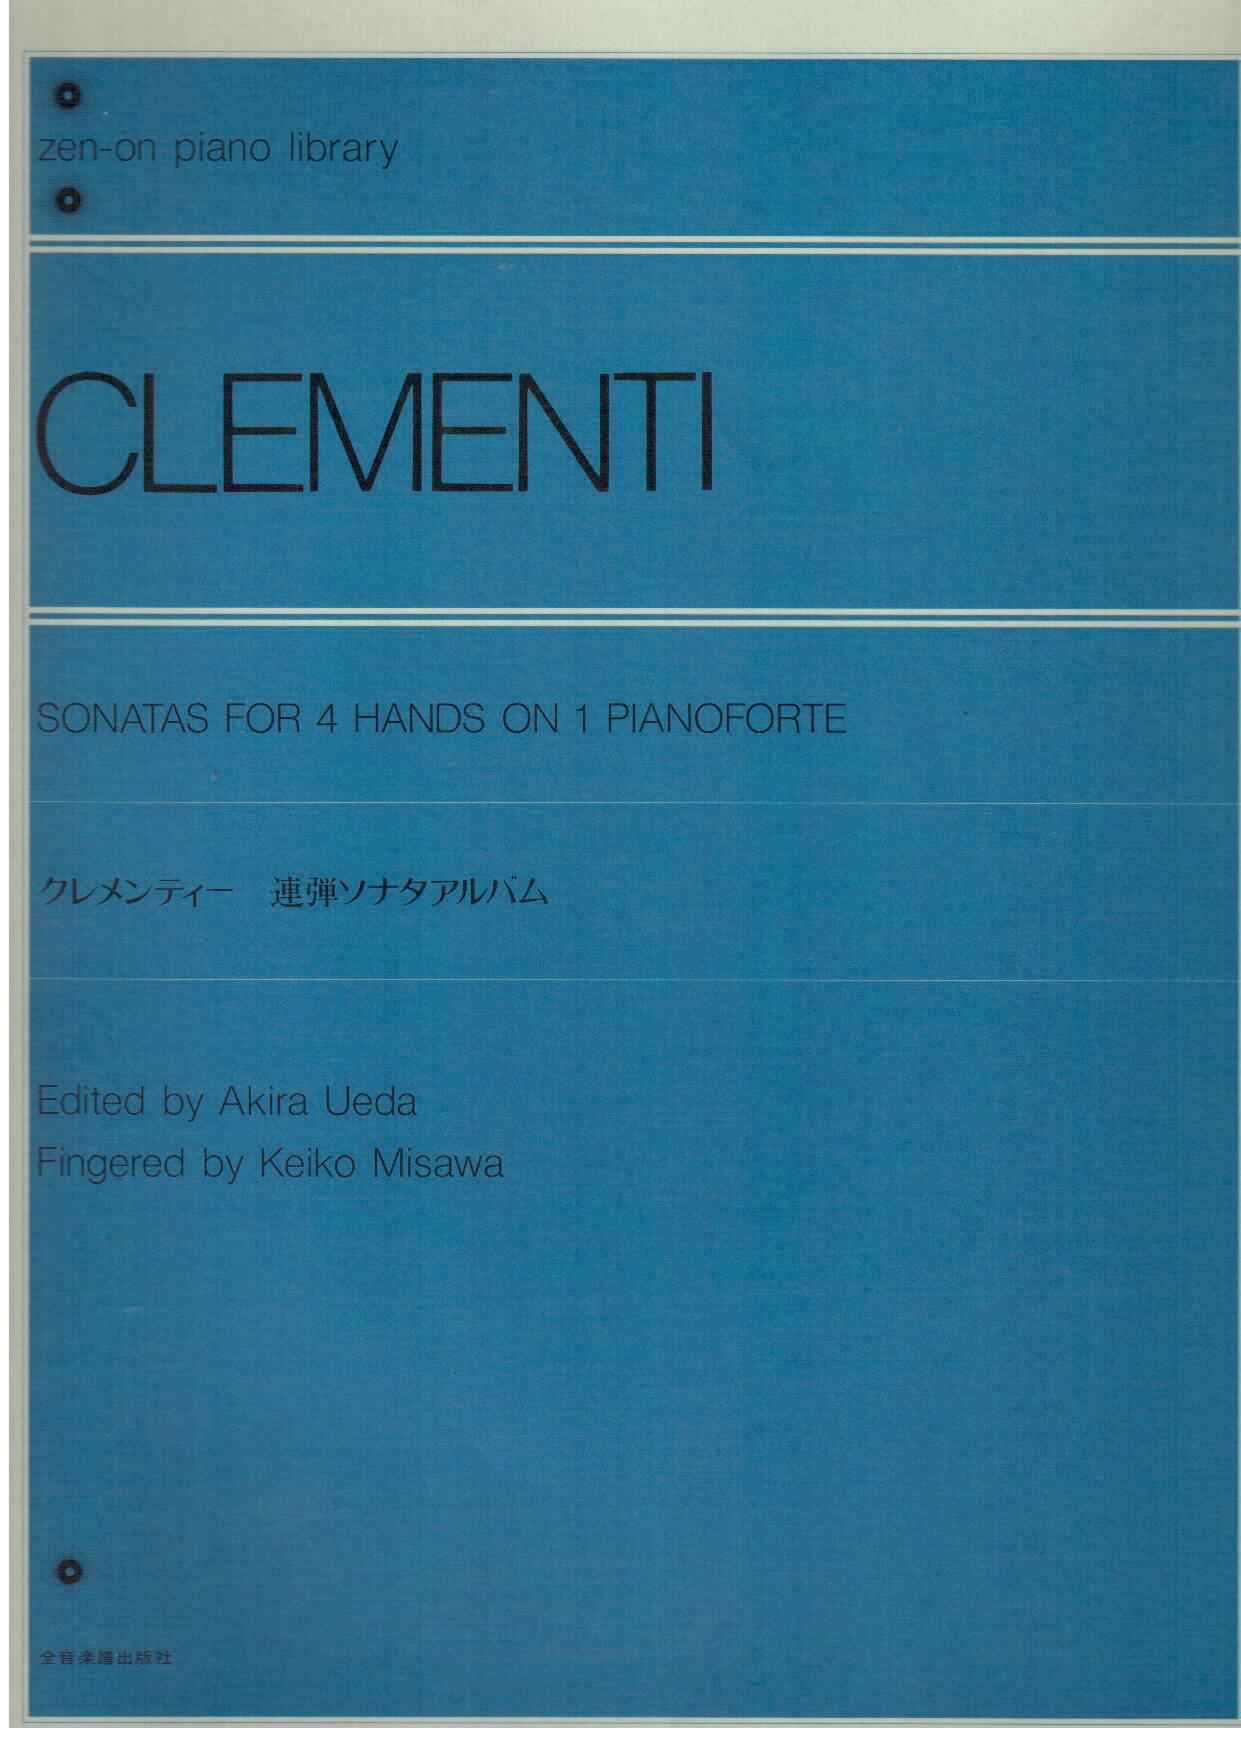 zen-on piano library
CLEMENTI
SONATAS FOR 4 HANDS ON 1 PIANOFORTE
クレメンティー 連弾ソナタアルバム
Edited by Akira Ueda
Fingered by Keiko Misawa
全音楽譜出版社